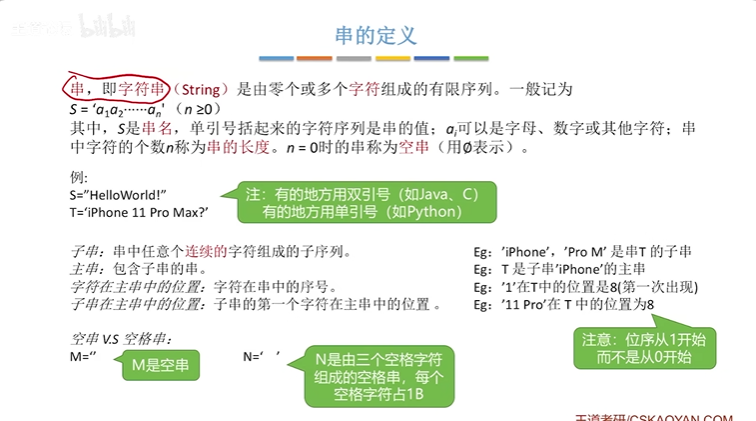 bilibili
串的定义
串，即字符串（String）是由零个或多个字符组成的有限序列。一般记为
S = ‘a1a2······an' （n ≥0）
其中，S是串名，单引号括起来的字符序列是串的值；ai可以是字母、数字或其他字符；串
中字符的个数n称为串的长度。n = 0时的串称为空串（用∅表示）。
例:
S=”HelloWorld!”
T=‘iPhone 11 Pro Max?’
注：有的地方用双引号（如Java、C）
有的地方用单引号（如Python）
子串：串中任意个连续的字符组成的子序列。 Eg：’iPhone’，’Pro M’ 是串T 的子串
主串：包含子串的串。 Eg：T 是子串’iPhone’的主串
字符在主串中的位置：字符在串中的序号。 Eg：’1’在T中的位置是8(第一次出现)
子串在主串中的位置：子串的第一个字符在主串中的位置 。 Eg：’11 Pro’在 T 中的位置为8
注意：位序从1开始
而不是从0开始
空串 V.S 空格串：
M=‘’
M是空串
N=‘   ’
N是由三个空格字符
组成的空格串，每个
空格字符占1B
王道考研/CSKAOYAN.COM